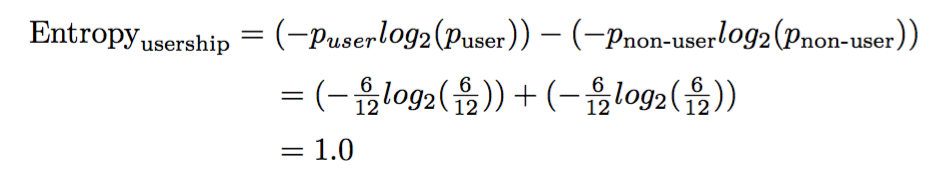 Entropy_usership = (−p_user log_2(p_user)) − (−p_non-user log_2(p_non-user))
= (−6/12 log_2(6/12)) + (−6/12 log_2(6/12))
= 1.0